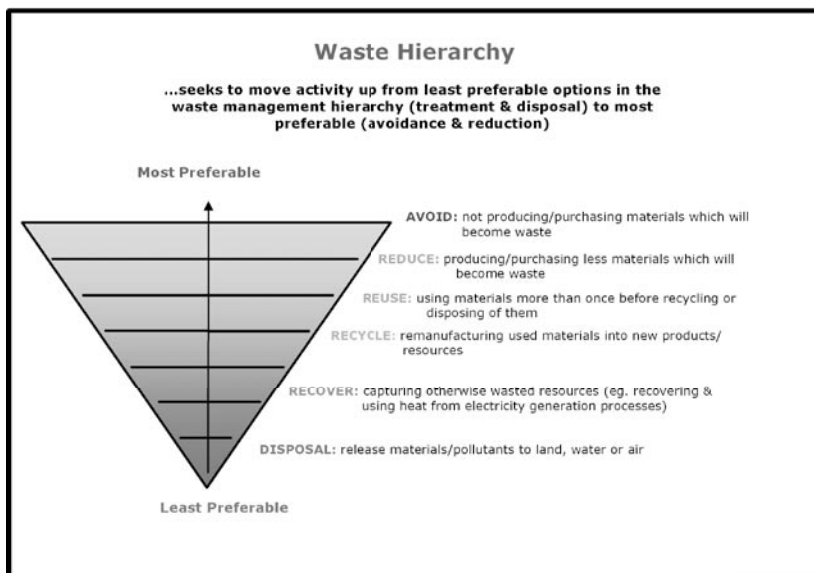 Waste Hierarchy
...seeks to move activity up from least preferable options in the
waste management hierarchy (treatment & disposal) to most
preferable (avoidance & reduction)
Most Preferable
AVOID: not producing/purchasing materials which will
become waste
REDUCE: producing/purchasing less materials which will
become waste
REUSE: using materials more than once before recycling or
disposing of them
RECYCLE: remanufacturing used materials into new products/
resources
RECOVER: capturing otherwise wasted resources (eg. recovering &
using heat from electricity generation processes)
DISPOSAL: release materials/pollutants to land, water or air
Least Preferable